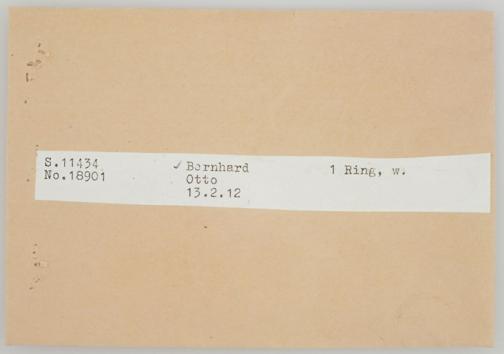 S.11434 ✓ Bernhard 1 Ring, w.
No.18901 Otto
13.2.12